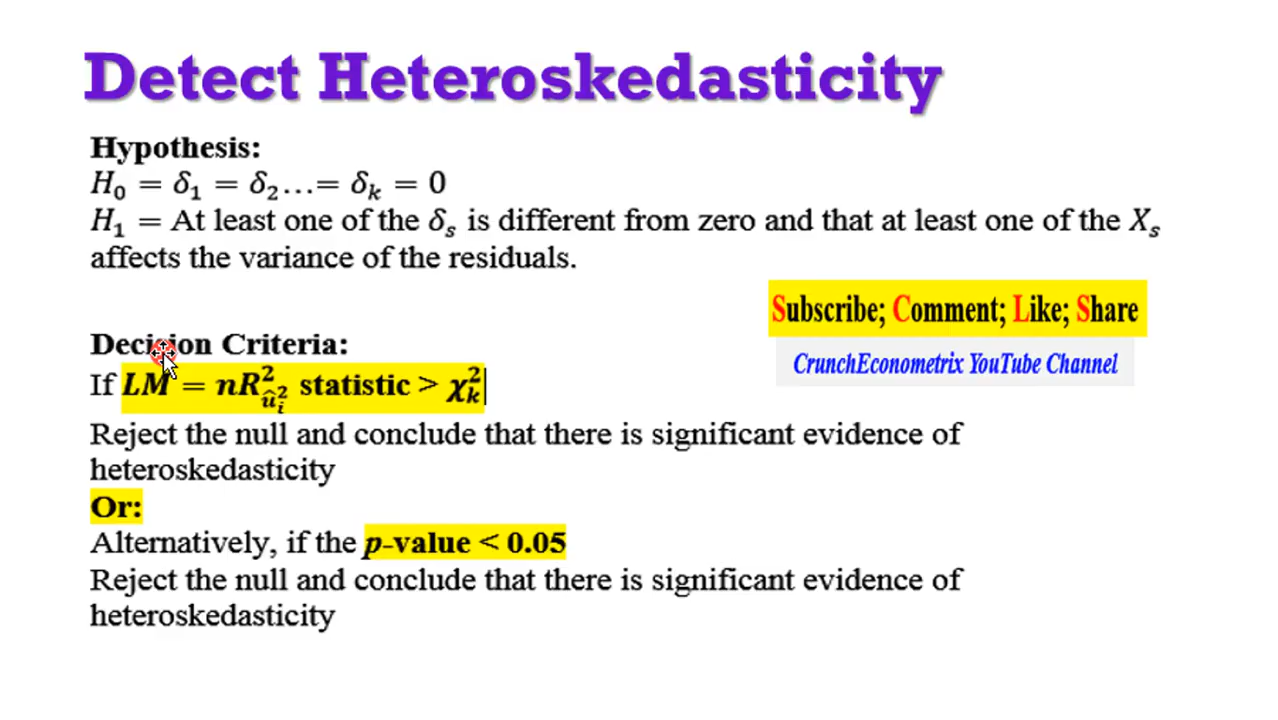 Detect Heteroskedasticity
Hypothesis:
H₀ = δ₁ = δ₂…= δₖ = 0
H₁ = At least one of the δₛ is different from zero and that at least one of the Xₛ
affects the variance of the residuals.
Subscribe; Comment; Like; Share
CrunchEconometrix YouTube Channel
Decision Criteria:
If LM = nR²_{û²ᵢ} statistic > χ²ₖ
Reject the null and conclude that there is significant evidence of
heteroskedasticity
Or:
Alternatively, if the p-value < 0.05
Reject the null and conclude that there is significant evidence of
heteroskedasticity